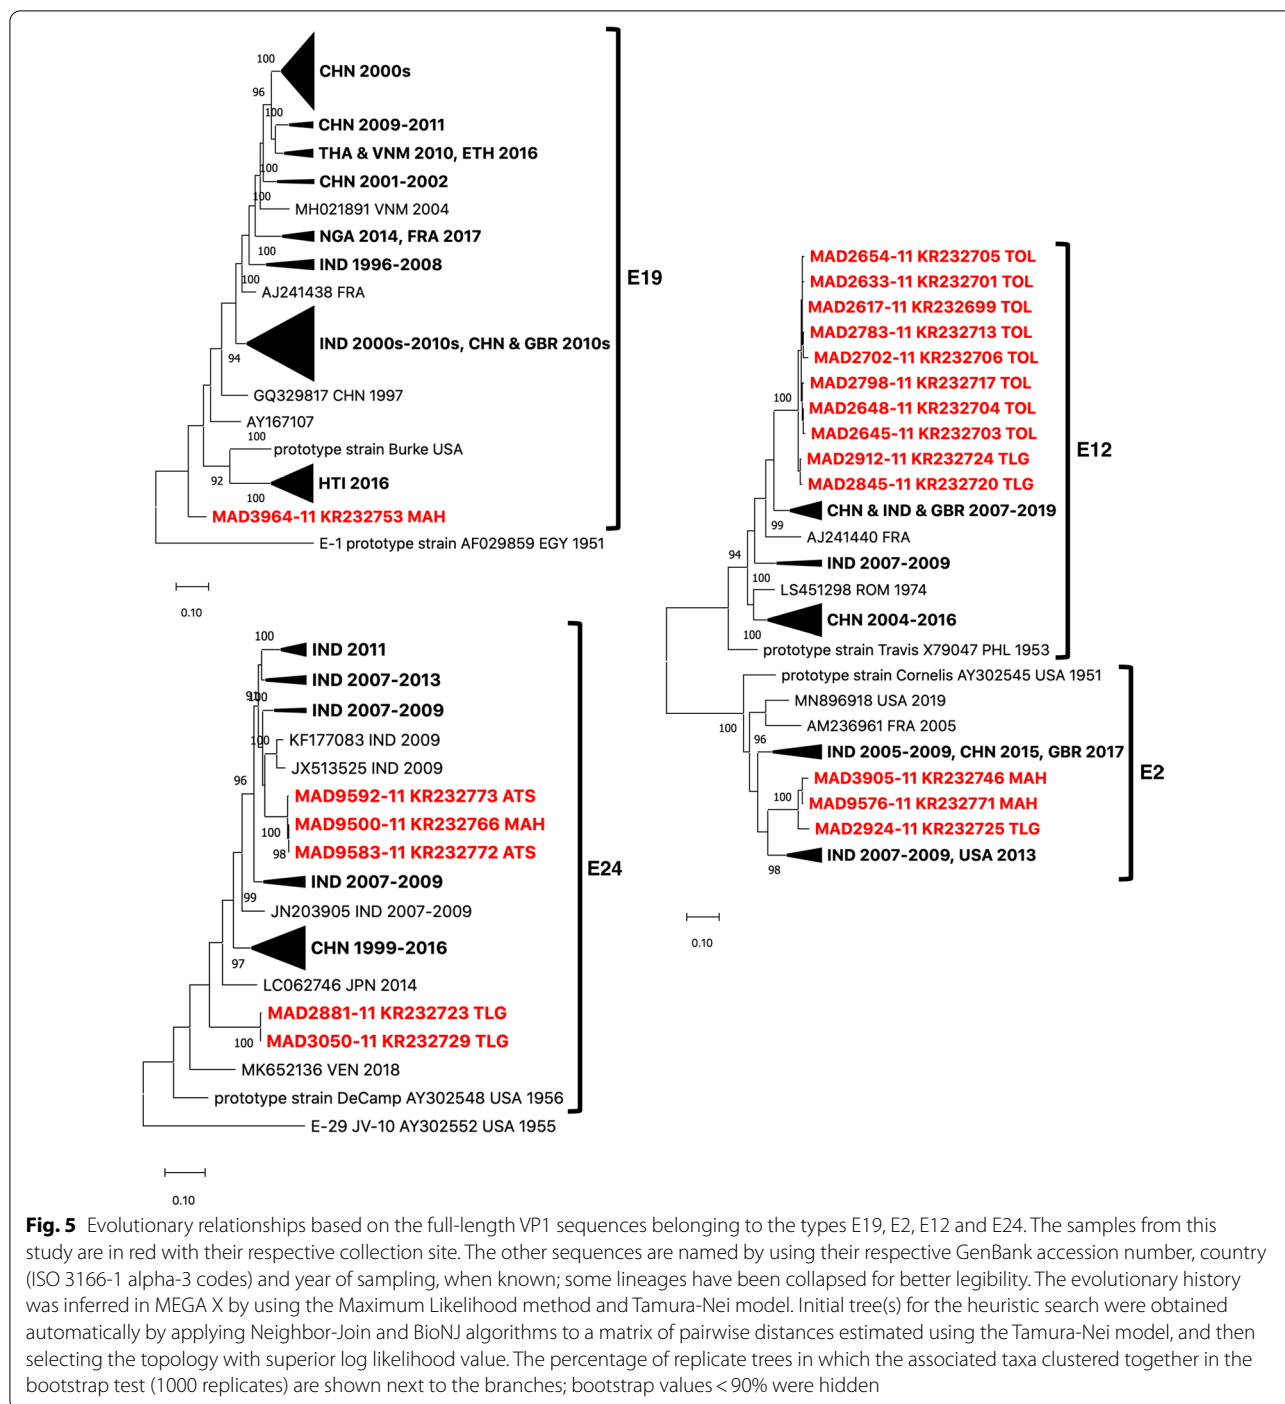 100
CHN 2000s
96
100
CHN 2009-2011
THA & VNM 2010, ETH 2016
100
CHN 2001-2002
100
MH021891 VNM 2004
NGA 2014, FRA 2017
100
IND 1996-2008
100
AJ241438 FRA
IND 2000s-2010s, CHN & GBR 2010s
94
GQ329817 CHN 1997
AY167107
100
prototype strain Burke USA
92
HTI 2016
100
MAD3964-11 KR232753 MAH
E-1 prototype strain AF029859 EGY 1951
E19
0.10
MAD2654-11 KR232705 TOL
MAD2633-11 KR232701 TOL
MAD2617-11 KR232699 TOL
MAD2783-11 KR232713 TOL
MAD2702-11 KR232706 TOL
MAD2798-11 KR232717 TOL
100
MAD2648-11 KR232704 TOL
MAD2645-11 KR232703 TOL
MAD2912-11 KR232724 TLG
MAD2845-11 KR232720 TLG
CHN & IND & GBR 2007-2019
99
AJ241440 FRA
94
IND 2007-2009
100
LS451298 ROM 1974
CHN 2004-2016
100
prototype strain Travis X79047 PHL 1953
E12
prototype strain Cornelis AY302545 USA 1951
MN896918 USA 2019
100
AM236961 FRA 2005
96
IND 2005-2009, CHN 2015, GBR 2017
MAD3905-11 KR232746 MAH
100
MAD9576-11 KR232771 MAH
MAD2924-11 KR232725 TLG
IND 2007-2009, USA 2013
98
E2
0.10
100
IND 2011
IND 2007-2013
91
100
IND 2007-2009
100
KF177083 IND 2009
JX513525 IND 2009
96
MAD9592-11 KR232773 ATS
MAD9500-11 KR232766 MAH
100
MAD9583-11 KR232772 ATS
98
IND 2007-2009
99
JN203905 IND 2007-2009
CHN 1999-2016
97
LC062746 JPN 2014
MAD2881-11 KR232723 TLG
MAD3050-11 KR232729 TLG
100
MK652136 VEN 2018
prototype strain DeCamp AY302548 USA 1956
E-29 JV-10 AY302552 USA 1955
E24
0.10
Fig. 5 Evolutionary relationships based on the full-length VP1 sequences belonging to the types E19, E2, E12 and E24. The samples from this
study are in red with their respective collection site. The other sequences are named by using their respective GenBank accession number, country
(ISO 3166-1 alpha-3 codes) and year of sampling, when known; some lineages have been collapsed for better legibility. The evolutionary history
was inferred in MEGA X by using the Maximum Likelihood method and Tamura-Nei model. Initial tree(s) for the heuristic search were obtained
automatically by applying Neighbor-Join and BioNJ algorithms to a matrix of pairwise distances estimated using the Tamura-Nei model, and then
selecting the topology with superior log likelihood value. The percentage of replicate trees in which the associated taxa clustered together in the
bootstrap test (1000 replicates) are shown next to the branches; bootstrap values < 90% were hidden